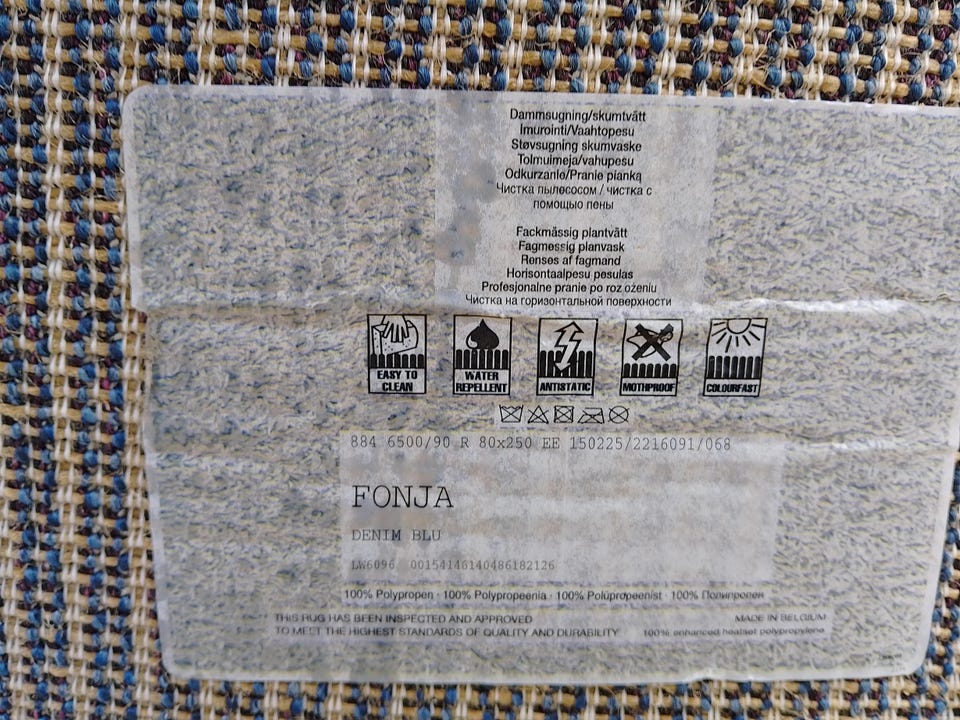 Dammsugning/skumtvätt
Imurointi/Vaahtopesu
Støvsugning skumvaske
Tolmuimeja/vahupesu
Odkurzanie/Pranie pianką
Чистка пылесосом / чистка с
помощью пены
Fackmässig plantvätt
Fagmessig planvask
Renses af fagmand
Horisontaalpesu pesulas
Profesjonalne pranie po roz ożeniu
Чистка на горизонтальной поверхности
EASY TO CLEAN
WATER REPELLENT
ANTISTATIC
MOTHPROOF
COLOURFAST
884 6500/90 R 80x250 EE 150225/2216091/068
FONJA
DENIM BLU
LW6096 00154146140486182126
100% Polypropen · 100% Polypropeenia · 100% Polüpropeenist · 100% Полипропен
THIS RUG HAS BEEN INSPECTED AND APPROVED
TO MEET THE HIGHEST STANDARDS OF QUALITY AND DURABILITY
MADE IN BELGIUM
100% enhanced heatset polypropylene